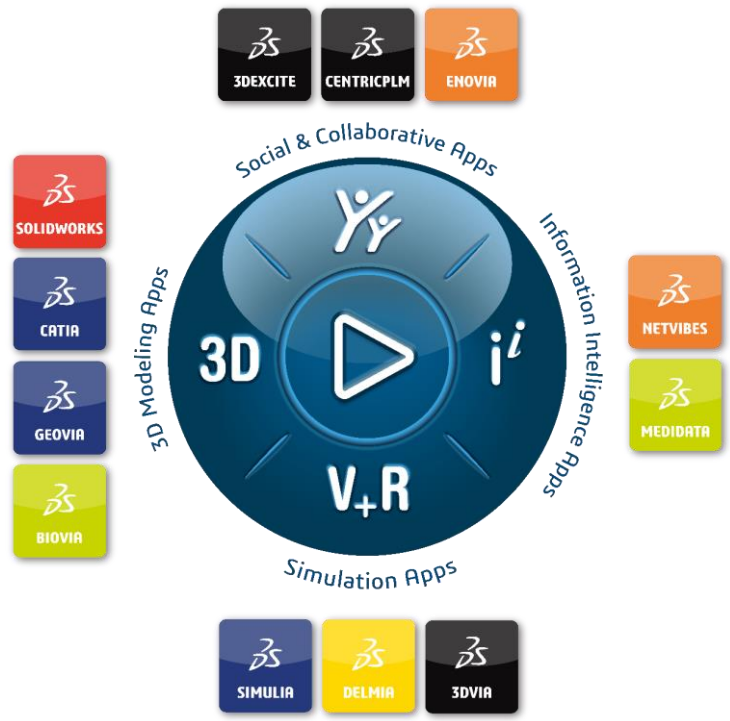 3DEXCITE
CENTRICPLM
ENOVIA
Social & Collaborative Apps
SOLIDWORKS
CATIA
GEOVIA
BIOVIA
3D Modeling Apps
3D
i i
V+R
Information Intelligence Apps
NETVIBES
MEDIDATA
Simulation Apps
SIMULIA
DELMIA
3DVIA